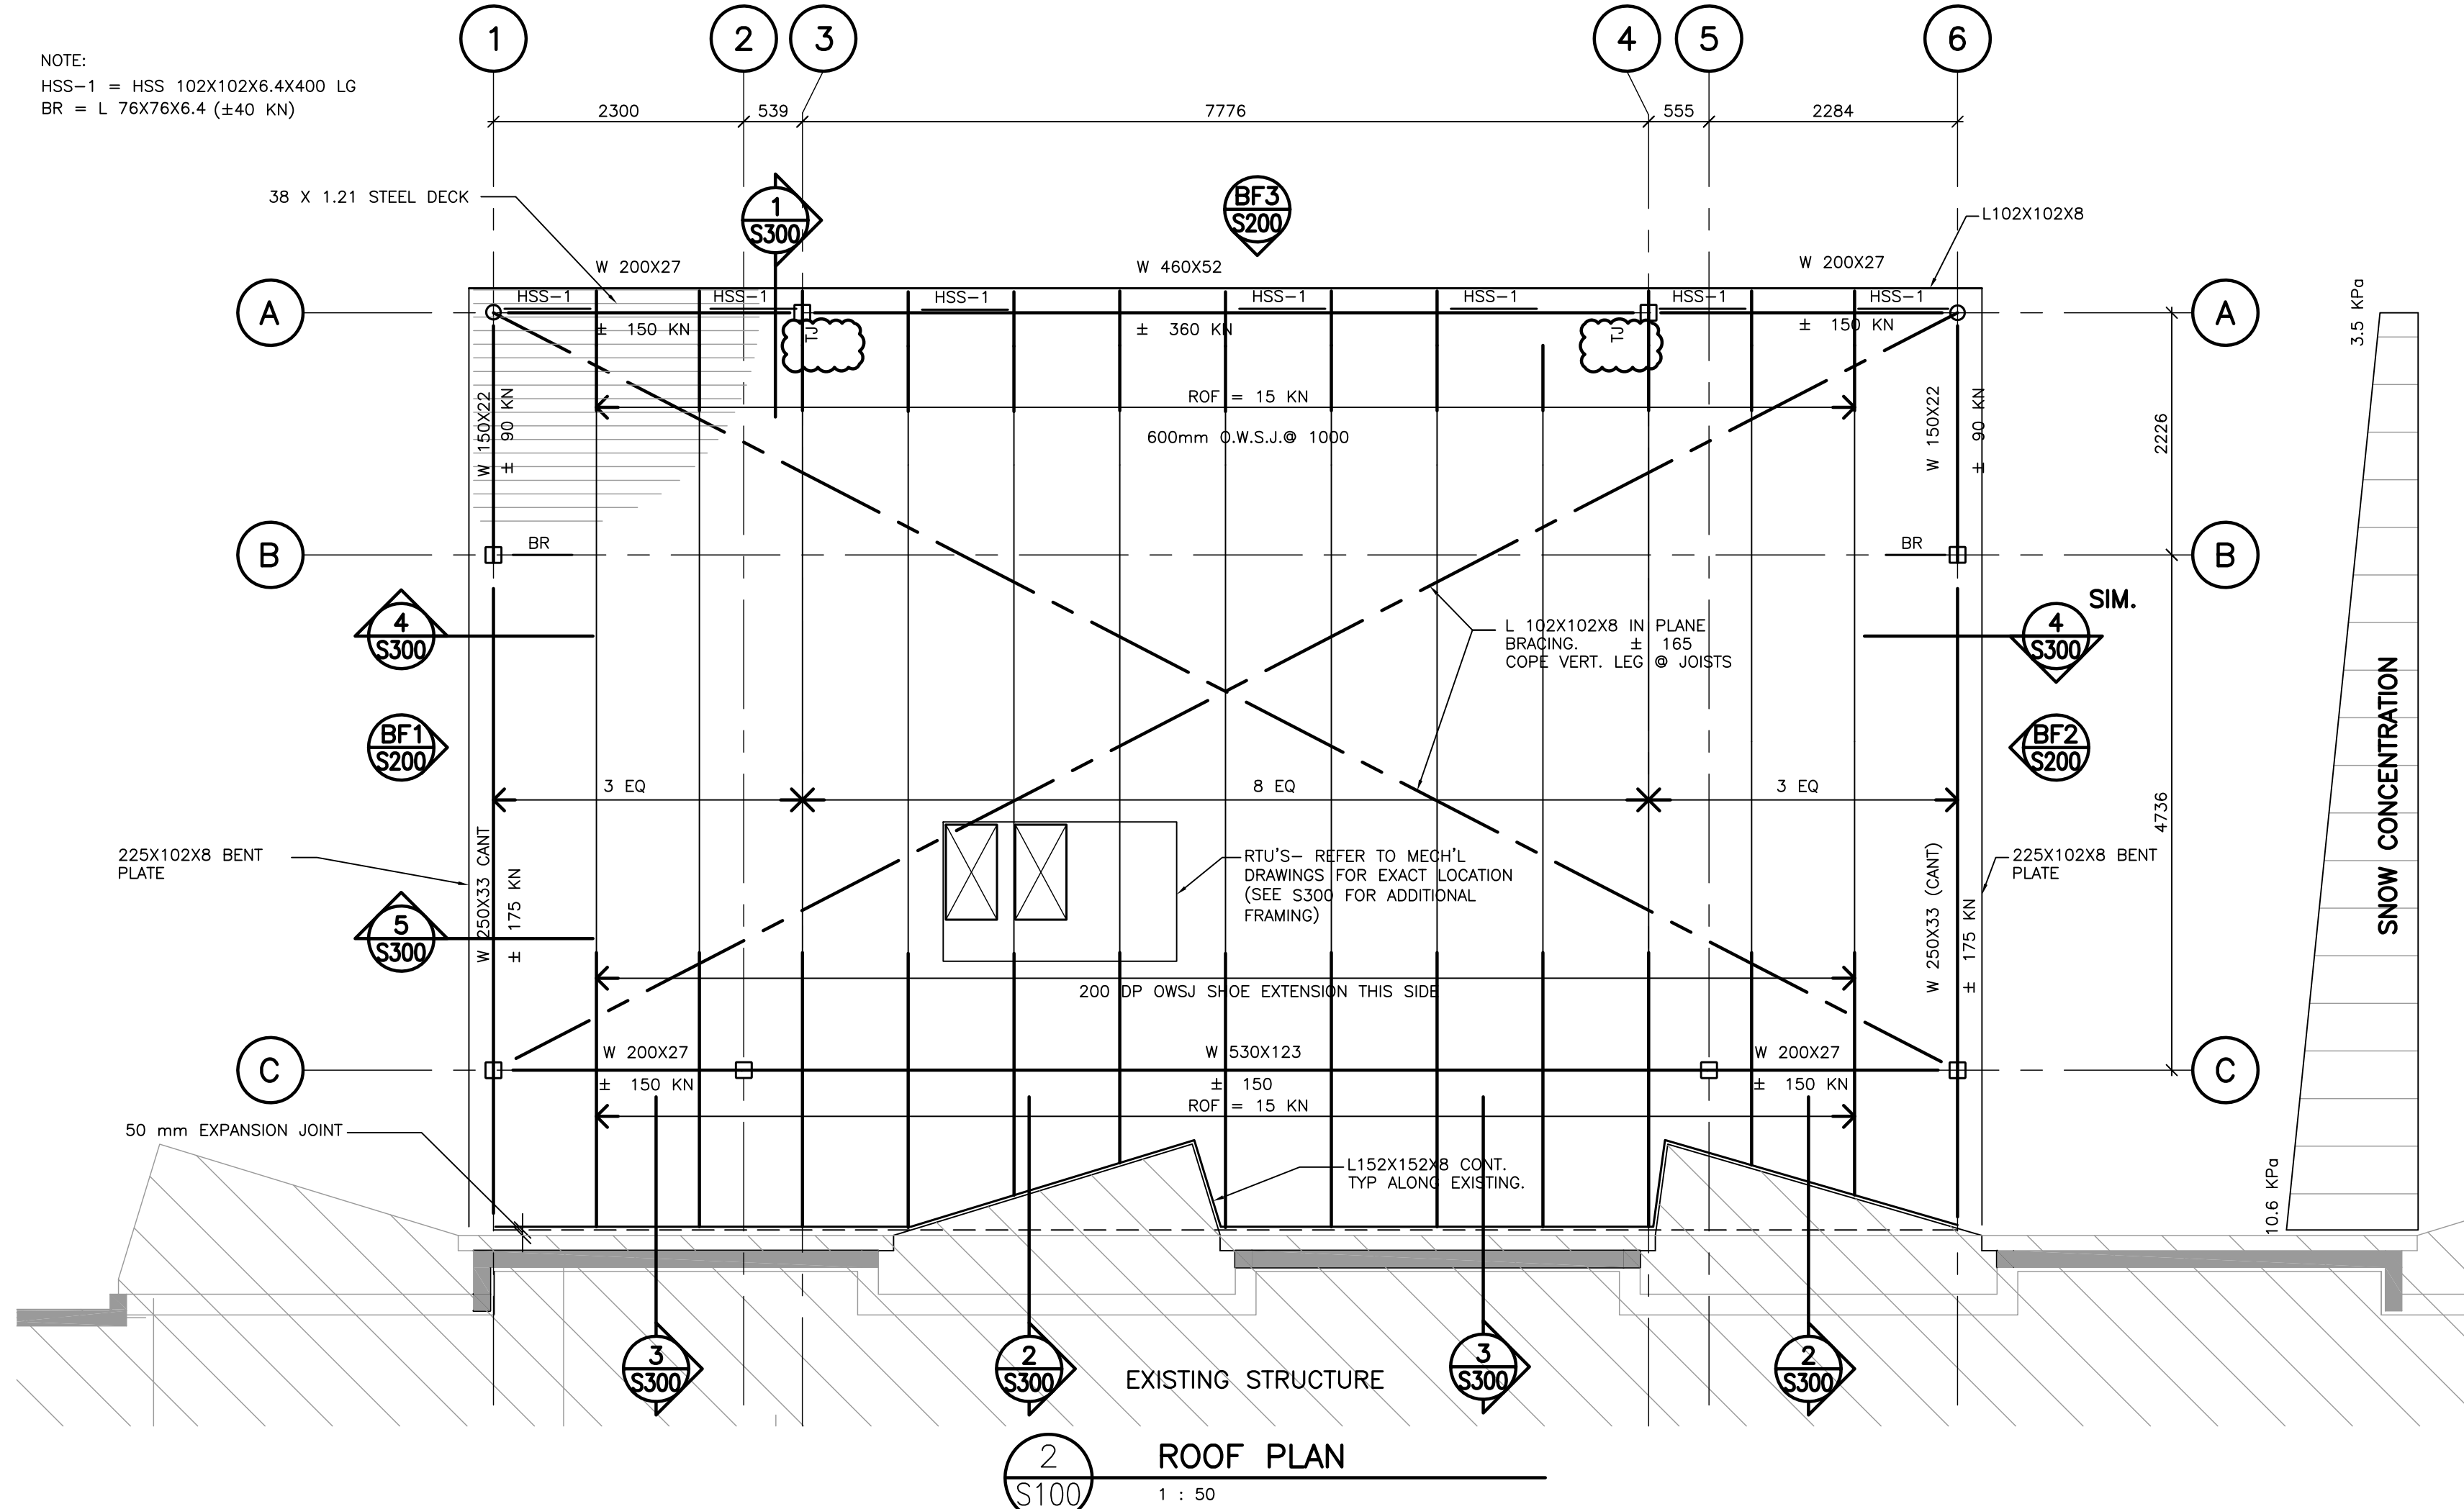 1
2
3
4
5
6
NOTE:
HSS-1 = HSS 102X102X6.4X400 LG
BR = L 76X76X6.4 (±40 KN)
2300
539
7776
555
2284
38 X 1.21 STEEL DECK
1
S300
BF3
S200
L102X102X8
W 200X27
W 460X52
W 200X27
HSS-1
HSS-1
HSS-1
HSS-1
HSS-1
HSS-1
HSS-1
A
A
± 150 KN
± 360 KN
± 150 KN
TJ
TJ
3.5 KPa
ROF = 15 KN
600mm O.W.S.J.@ 1000
W 150X22
± 90 KN
W 150X22
± 90 KN
2226
B
BR
BR
B
4
S300
SIM.
4
S300
L 102X102X8 IN PLANE
BRACING. ± 165
COPE VERT. LEG @ JOISTS
BF1
S200
BF2
S200
SNOW CONCENTRATION
3 EQ
8 EQ
3 EQ
4736
225X102X8 BENT
PLATE
W 250X33 CANT
± 175 KN
RTU'S- REFER TO MECH'L
DRAWINGS FOR EXACT LOCATION
(SEE S300 FOR ADDITIONAL
FRAMING)
W 250X33 (CANT)
± 175 KN
225X102X8 BENT
PLATE
5
S300
200 DP OWSJ SHOE EXTENSION THIS SIDE
C
W 200X27
W 530X123
W 200X27
C
± 150 KN
± 150
± 150 KN
ROF = 15 KN
50 mm EXPANSION JOINT
L152X152X8 CONT.
TYP ALONG EXISTING.
10.6 KPa
3
S300
2
S300
EXISTING STRUCTURE
3
S300
2
S300
2
S100
ROOF PLAN
1 : 50